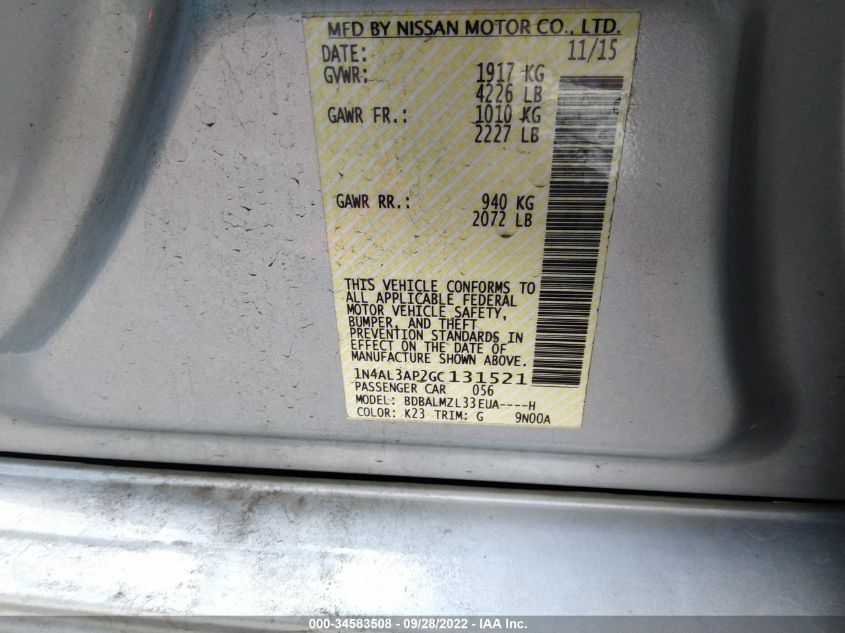 MFD BY NISSAN MOTOR CO., LTD.
DATE: 11/15
GVWR: 1917 KG
4226 LB
GAWR FR.: 1010 KG
2227 LB
GAWR RR.: 940 KG
2072 LB
THIS VEHICLE CONFORMS TO
ALL APPLICABLE FEDERAL
MOTOR VEHICLE SAFETY,
BUMPER, AND THEFT
PREVENTION STANDARDS IN
EFFECT ON THE DATE OF
MANUFACTURE SHOWN ABOVE.
1N4AL3AP2GC131521
PASSENGER CAR 056
MODEL: BDBALMZL33EUA----H
COLOR: K23 TRIM: G 9N00A
000-34583508 - 09/28/2022 - IAA Inc.